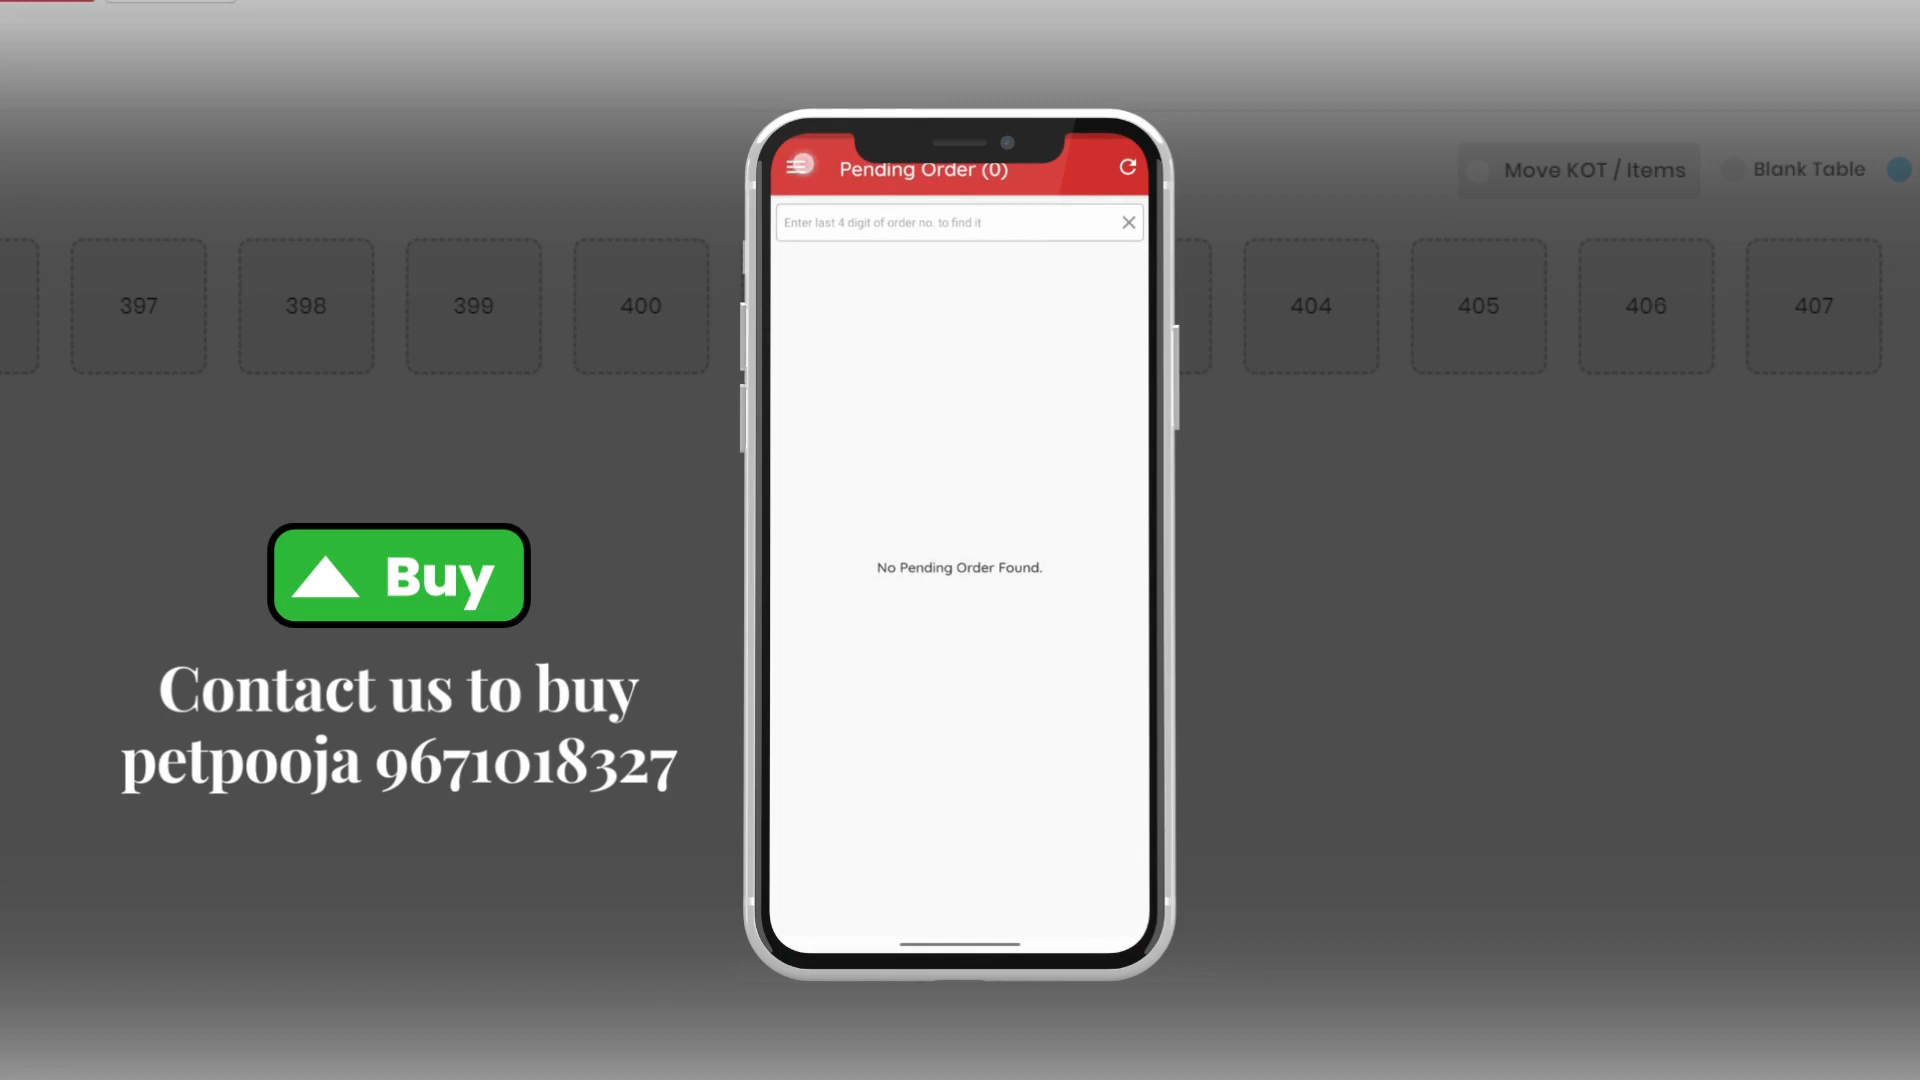 Pending Order (0)
Enter last 4 digit of order no. to find it
Move KOT / Items
Blank Table
397
398
399
400
404
405
406
407
No Pending Order Found.
Buy
Contact us to buy
petpooja 9671018327